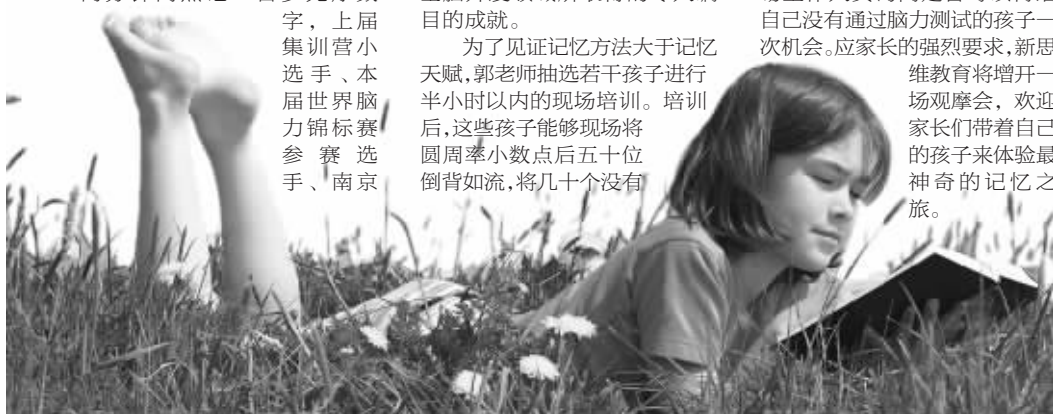 字，上届
集训营小
选手、本
届世界脑
力锦标赛
参赛选
手、南京
目的成就。
为了见证记忆方法大于记忆
天赋,郭老师抽选若干孩子进行
半小时以内的现场培训。培训
后,这些孩子能够现场将
圆周率小数点后五十位
倒背如流,将几十个没有
自己没有通过脑力测试的孩子一
次机会。应家长的强烈要求,新思
维教育将增开一
场观摩会，欢迎
家长们带着自己
的孩子来体验最
神奇的记忆之
旅。